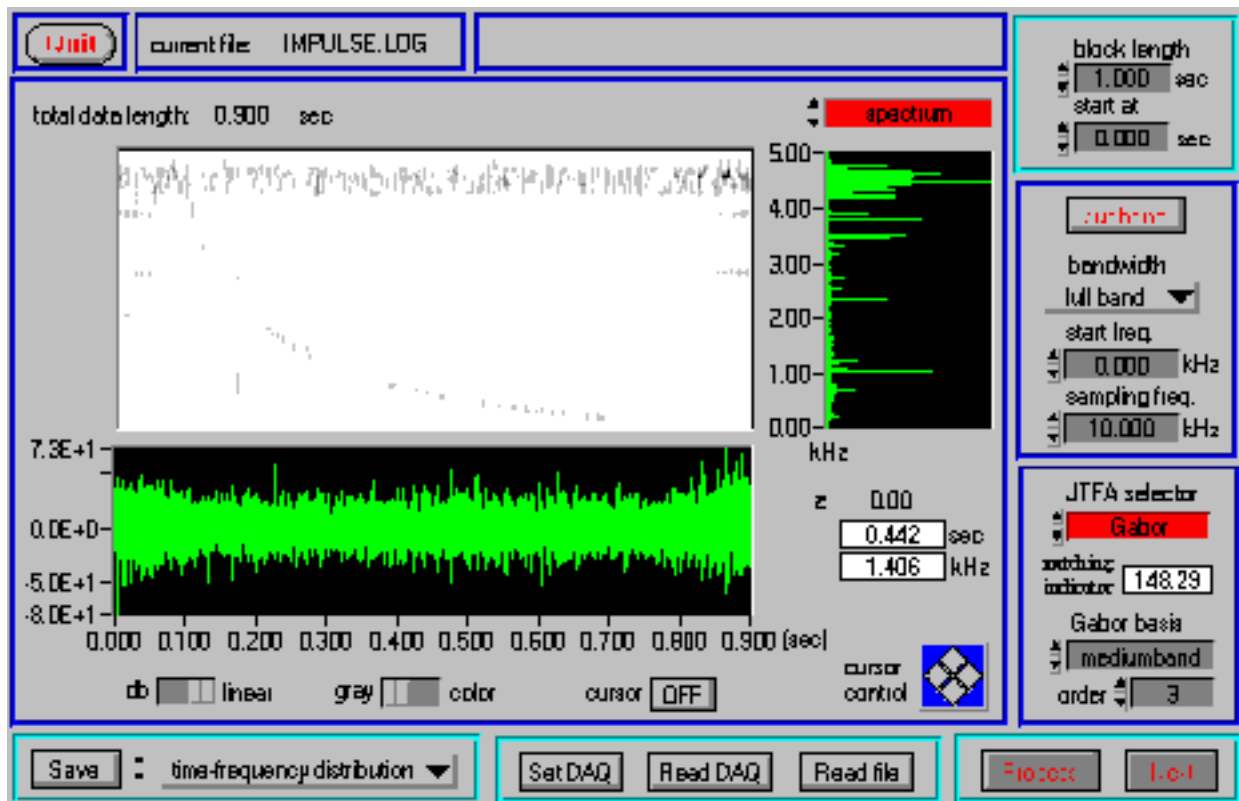 Quit
current file: IMPULSE.LOG
block length
1.000 sec
start at
0.000 sec
total data length: 0.900 sec
spectrum
5.00
4.00
3.00
2.00
1.00
0.00
kHz
bandwidth
full band
start freq.
0.000 kHz
sampling freq.
10.000 kHz
7.3E+1
0.0E+0
-5.0E+1
-8.0E+1
0.000 0.100 0.200 0.300 0.400 0.500 0.600 0.700 0.800 0.900 (sec)
z 0.00
0.442 sec
1.406 kHz
JTFA selector
Gabor
matching
indicator 148.29
Gabor basis
mediumband
order 3
db linear gray color cursor OFF
cursor
control
Save : time-frequency distribution
Set DAQ Read DAQ Read file
Process